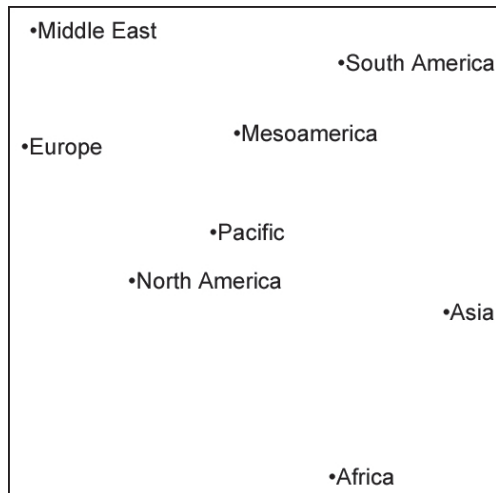 •Middle East
•South America
•Mesoamerica
•Europe
•Pacific
•North America
•Asia
•Africa